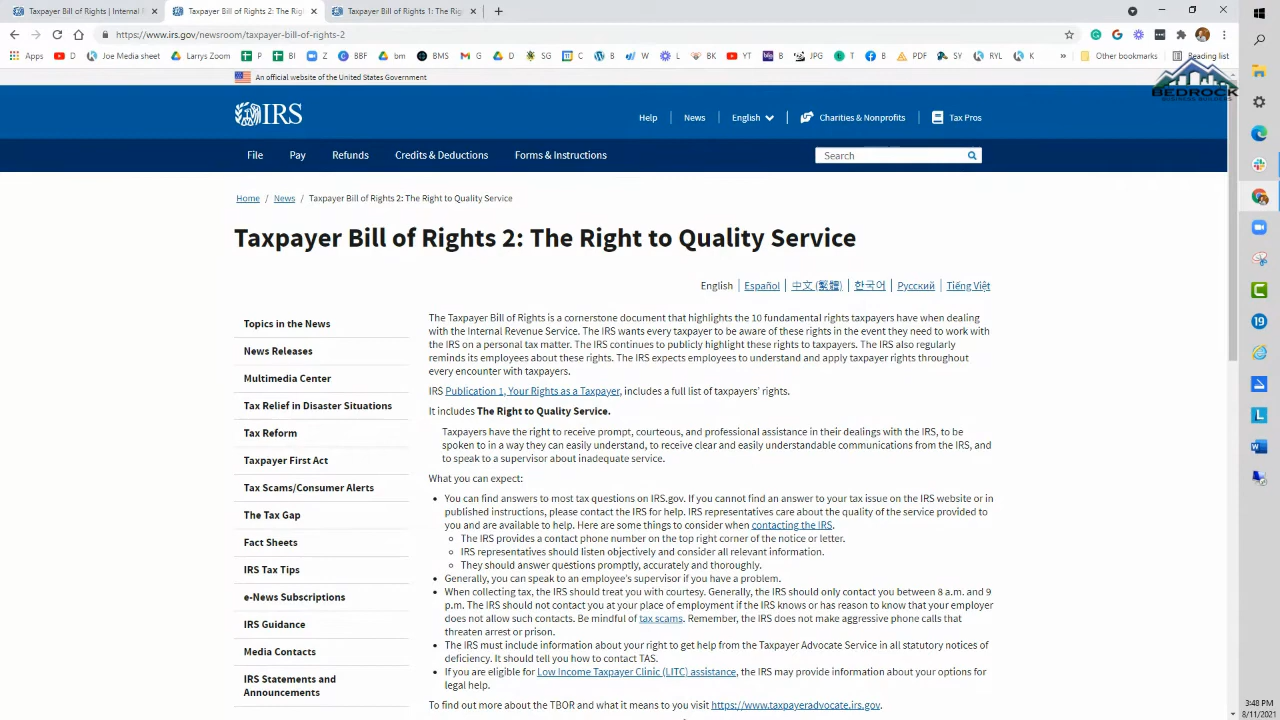 Taxpayer Bill of Rights | Internal
Taxpayer Bill of Rights 2: The Rig
Taxpayer Bill of Rights 1: The Rig
https://www.irs.gov/newsroom/taxpayer-bill-of-rights-2
Apps
D
Joe Media sheet
Larrys Zoom
P
BI
Z
BBF
bm
BMS
G
D
SG
C
B
W
L
BK
YT
B
JPG
T
B
PDF
SY
RYL
K
»
Other bookmarks
Reading list
An official website of the United States Government
BEDROCK
BUSINESS BUILDERS
IRS
Help
News
English
Charities & Nonprofits
Tax Pros
File
Pay
Refunds
Credits & Deductions
Forms & Instructions
Search
Home / News / Taxpayer Bill of Rights 2: The Right to Quality Service
Taxpayer Bill of Rights 2: The Right to Quality Service
English | Español | 中文 (繁體) | 한국어 | Русский | Tiếng Việt
Topics in the News
News Releases
Multimedia Center
Tax Relief in Disaster Situations
Tax Reform
Taxpayer First Act
Tax Scams/Consumer Alerts
The Tax Gap
Fact Sheets
IRS Tax Tips
e-News Subscriptions
IRS Guidance
Media Contacts
IRS Statements and
Announcements
The Taxpayer Bill of Rights is a cornerstone document that highlights the 10 fundamental rights taxpayers have when dealing
with the Internal Revenue Service. The IRS wants every taxpayer to be aware of these rights in the event they need to work with
the IRS on a personal tax matter. The IRS continues to publicly highlight these rights to taxpayers. The IRS also regularly
reminds its employees about these rights. The IRS expects employees to understand and apply taxpayer rights throughout
every encounter with taxpayers.
IRS Publication 1, Your Rights as a Taxpayer, includes a full list of taxpayers' rights.
It includes The Right to Quality Service.
Taxpayers have the right to receive prompt, courteous, and professional assistance in their dealings with the IRS, to be
spoken to in a way they can easily understand, to receive clear and easily understandable communications from the IRS, and
to speak to a supervisor about inadequate service.
What you can expect:
• You can find answers to most tax questions on IRS.gov. If you cannot find an answer to your tax issue on the IRS website or in
published instructions, please contact the IRS for help. IRS representatives care about the quality of the service provided to
you and are available to help. Here are some things to consider when contacting the IRS.
The IRS provides a contact phone number on the top right corner of the notice or letter.
IRS representatives should listen objectively and consider all relevant information.
They should answer questions promptly, accurately and thoroughly.
• Generally, you can speak to an employee's supervisor if you have a problem.
• When collecting tax, the IRS should treat you with courtesy. Generally, the IRS should only contact you between 8 a.m. and 9
p.m. The IRS should not contact you at your place of employment if the IRS knows or has reason to know that your employer
does not allow such contacts. Be mindful of tax scams. Remember, the IRS does not make aggressive phone calls that
threaten arrest or prison.
• The IRS must include information about your right to get help from the Taxpayer Advocate Service in all statutory notices of
deficiency. It should tell you how to contact TAS.
• If you are eligible for Low Income Taxpayer Clinic (LITC) assistance, the IRS may provide information about your options for
legal help.
To find out more about the TBOR and what it means to you visit https://www.taxpayeradvocate.irs.gov.
19
L
3:48 PM
8/11/2021